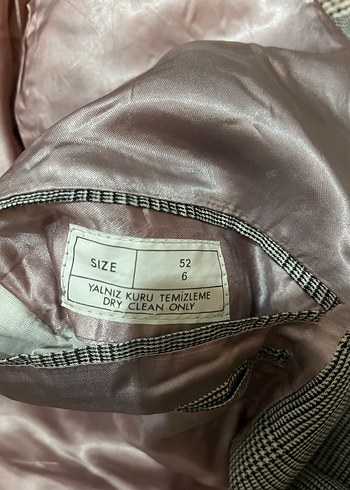 SIZE 52
6
YALNIZ KURU TEMİZLEME
DRY CLEAN ONLY